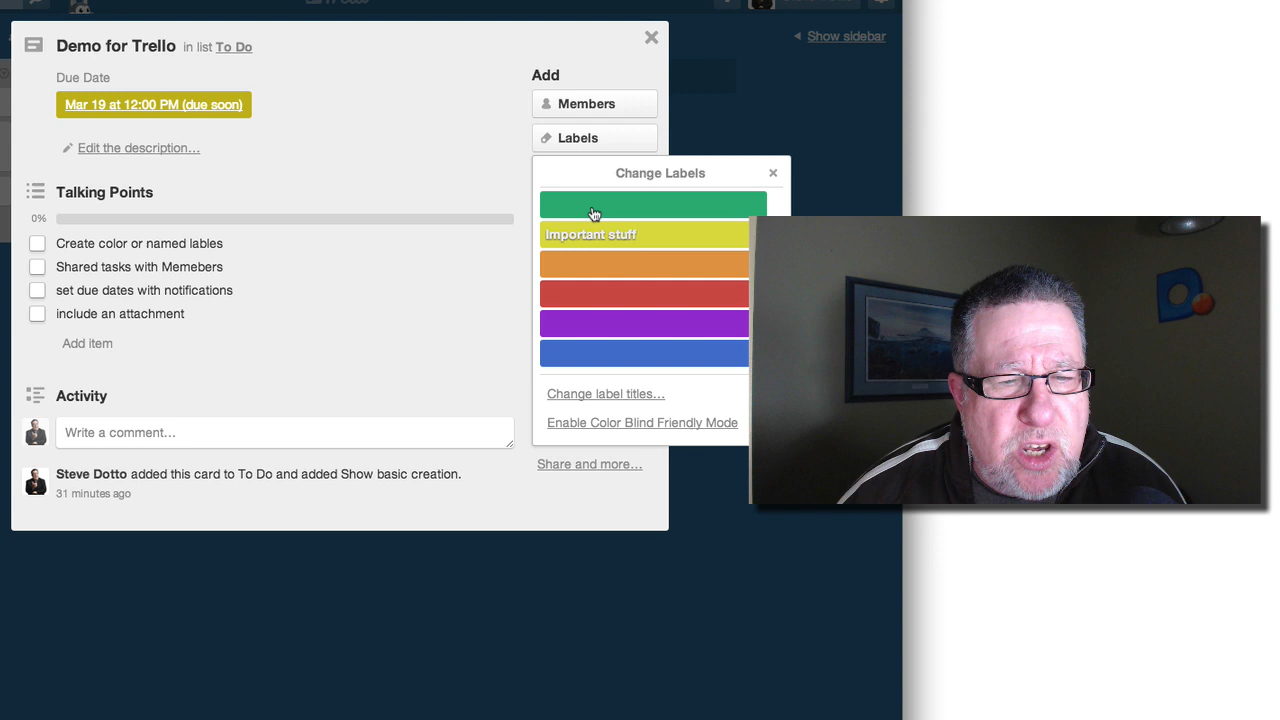 Show sidebar
Demo for Trello in list To Do
Due Date
Mar 19 at 12:00 PM (due soon)
Edit the description…
Talking Points
0%
Create color or named lables
Shared tasks with Memebers
set due dates with notifications
include an attachment
Add item
Activity
Write a comment…
Steve Dotto added this card to To Do and added Show basic creation.
31 minutes ago
Add
Members
Labels
Change Labels
Important stuff
Change label titles…
Enable Color Blind Friendly Mode
Share and more…